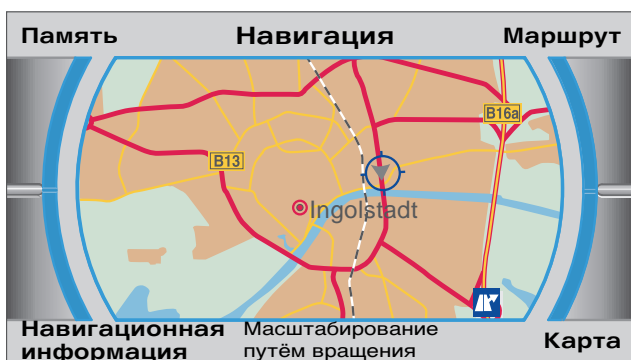 Память Навигация Маршрут
B16a
B13
Ingolstadt
Навигационная Масштабирование
информация путём вращения Карта